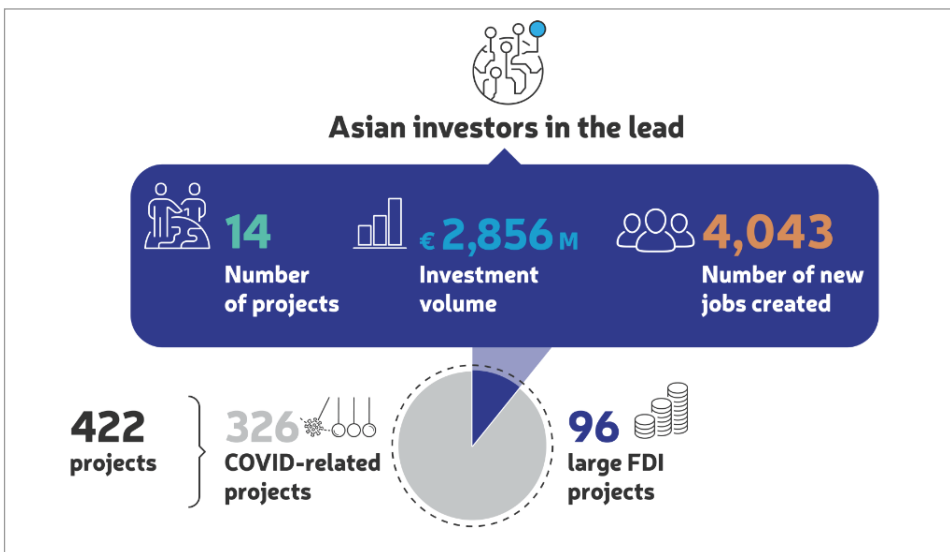 Asian investors in the lead
14
Number
of projects
€ 2,856 M
Investment
volume
4,043
Number of new
jobs created
422
projects
326
COVID-related
projects
96
large FDI
projects